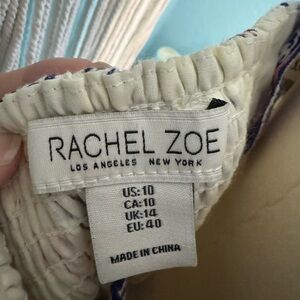 RACHEL ZOE
LOS ANGELES NEW YORK
US: 10
CA: 10
UK: 14
EU: 40
MADE IN CHINA